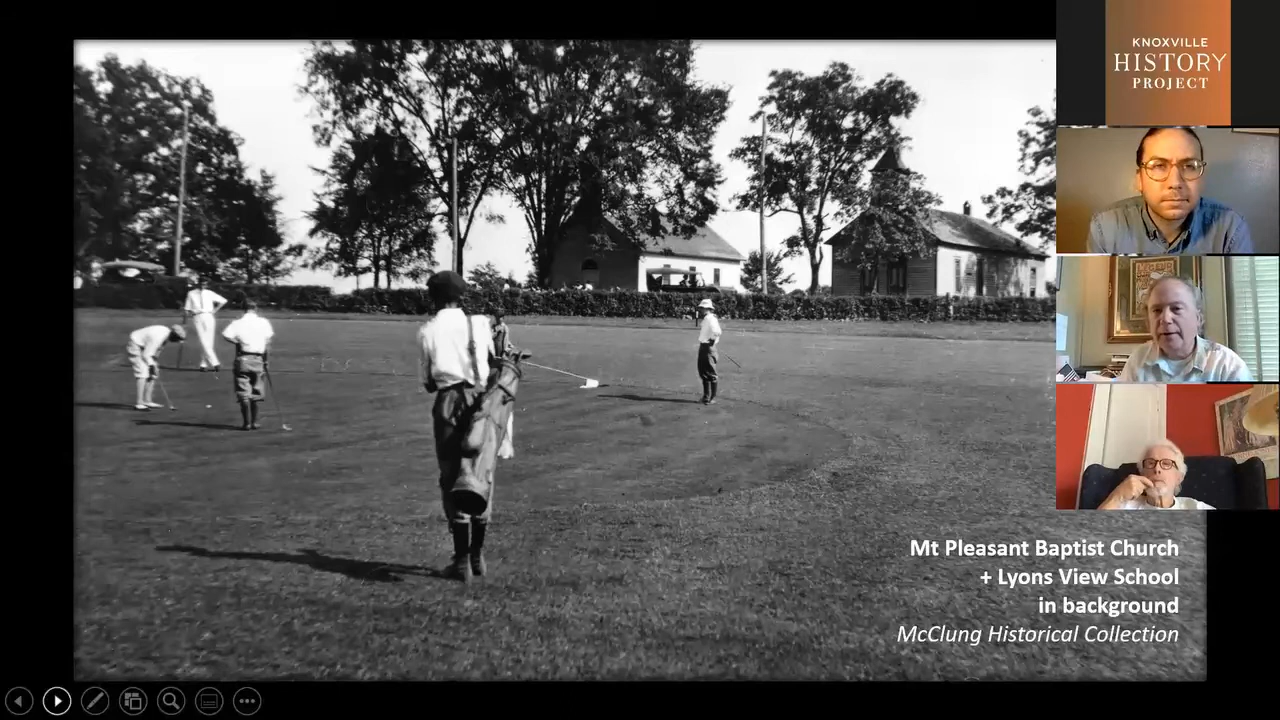 KNOXVILLE
HISTORY
PROJECT
Mt Pleasant Baptist Church
+ Lyons View School
in background
McClung Historical Collection